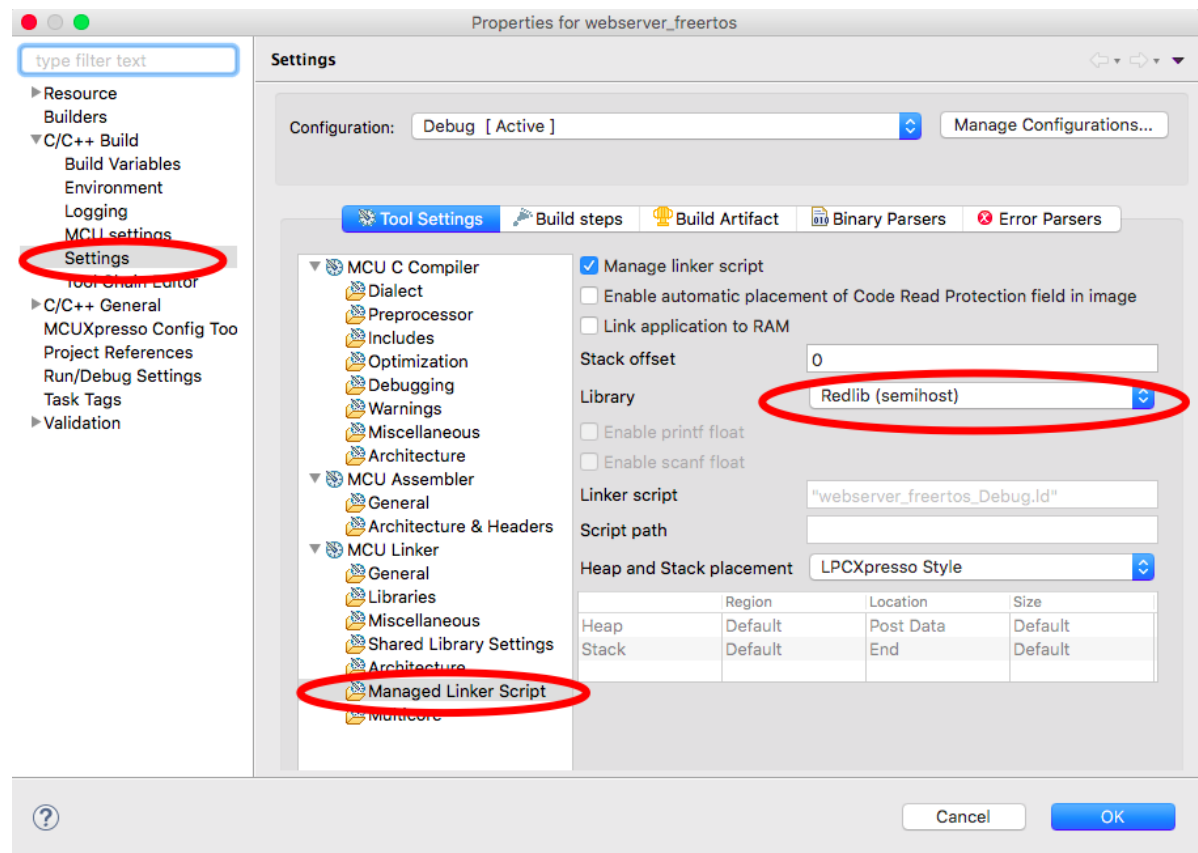 Properties for webserver_freertos
type filter text
Resource
Builders
C/C++ Build
Build Variables
Environment
Logging
MCU settings
Settings
Tool Chain Editor
C/C++ General
MCUXpresso Config Too
Project References
Run/Debug Settings
Task Tags
Validation
Settings
Configuration: Debug [ Active ] Manage Configurations...
Tool Settings Build steps Build Artifact Binary Parsers Error Parsers
MCU C Compiler
Dialect
Preprocessor
Includes
Optimization
Debugging
Warnings
Miscellaneous
Architecture
MCU Assembler
General
Architecture & Headers
MCU Linker
General
Libraries
Miscellaneous
Shared Library Settings
Architecture
Managed Linker Script
Multicore
Manage linker script
Enable automatic placement of Code Read Protection field in image
Link application to RAM
Stack offset 0
Library Redlib (semihost)
Enable printf float
Enable scanf float
Linker script "webserver_freertos_Debug.ld"
Script path
Heap and Stack placement LPCXpresso Style
Region Location Size
Heap Default Post Data Default
Stack Default End Default
? Cancel OK